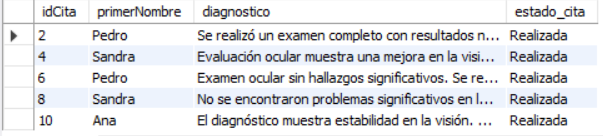 idCita primerNombre diagnostico estado_cita
2 Pedro Se realizó un examen completo con resultados n... Realizada
4 Sandra Evaluación ocular muestra una mejora en la visi... Realizada
6 Pedro Examen ocular sin hallazgos significativos. Se re... Realizada
8 Sandra No se encontraron problemas significativos en l... Realizada
10 Ana El diagnóstico muestra estabilidad en la visión. ... Realizada